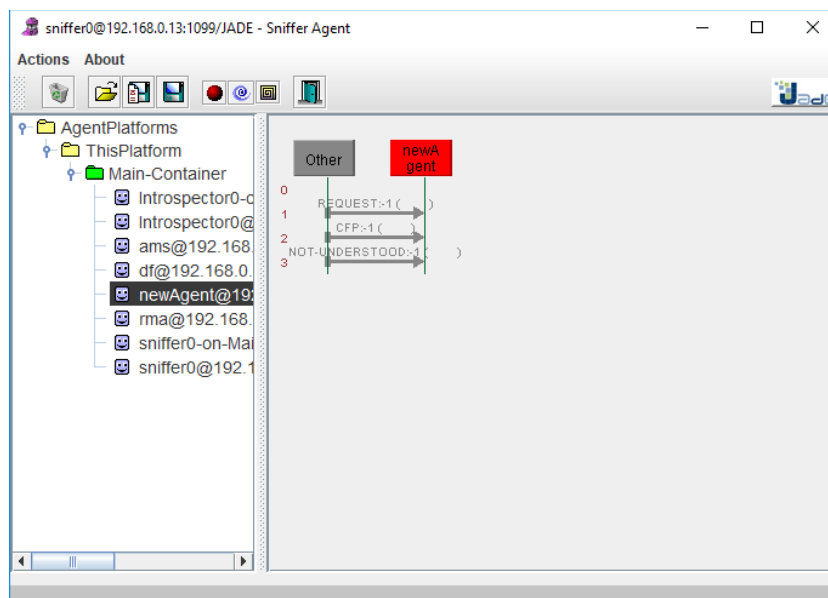 sniffer0@192.168.0.13:1099/JADE - Sniffer Agent
Actions About
Jade
AgentPlatforms
ThisPlatform
Main-Container
Introspector0-o
Introspector0@
ams@192.168.
df@192.168.0.
newAgent@192
rma@192.168.
sniffer0-on-Mai
sniffer0@192.1
Other
newA
gent
0
REQUEST:-1 ( )
1
CFP:-1 ( )
2
NOT-UNDERSTOOD:-1 ( )
3